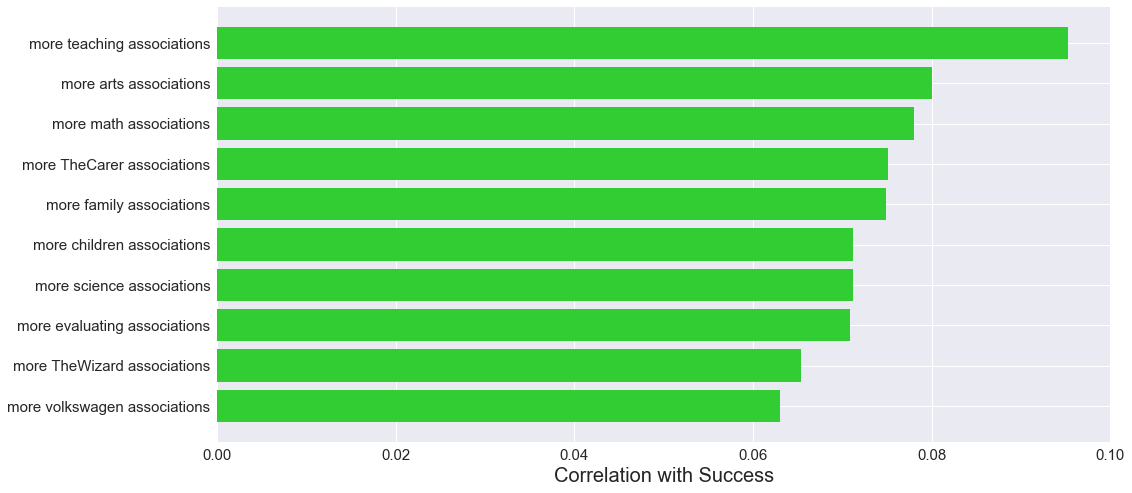 more teaching associations
more arts associations
more math associations
more TheCarer associations
more family associations
more children associations
more science associations
more evaluating associations
more TheWizard associations
more volkswagen associations
0.00 0.02 0.04 0.06 0.08 0.10
Correlation with Success